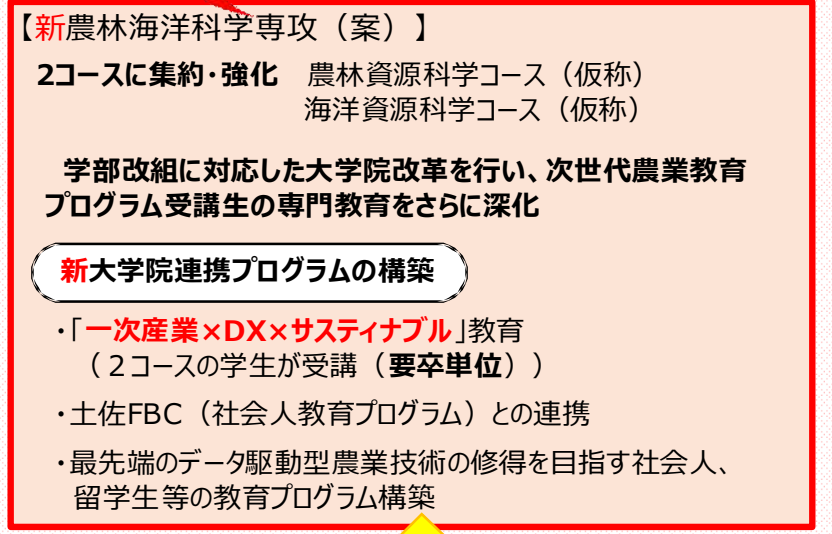 【新農林海洋科学専攻（案）】
2コースに集約・強化　農林資源科学コース（仮称）
海洋資源科学コース（仮称）
学部改組に対応した大学院改革を行い、次世代農業教育
プログラム受講生の専門教育をさらに深化
新大学院連携プログラムの構築
・「一次産業×DX×サスティナブル」教育
（２コースの学生が受講（要卒単位））
・土佐FBC（社会人教育プログラム）との連携
・最先端のデータ駆動型農業技術の修得を目指す社会人、
留学生等の教育プログラム構築